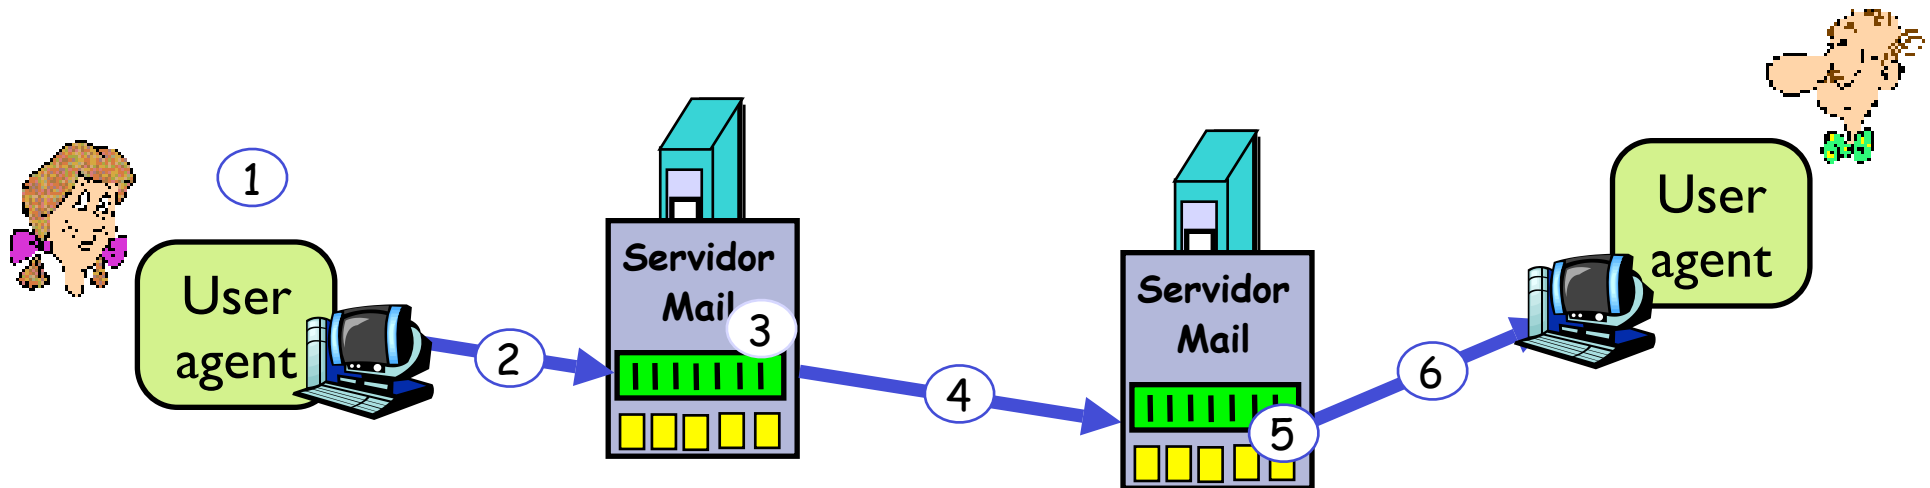 1
User
agent
2
Servidor
Mail
3
4
Servidor
Mail
5
6
User
agent